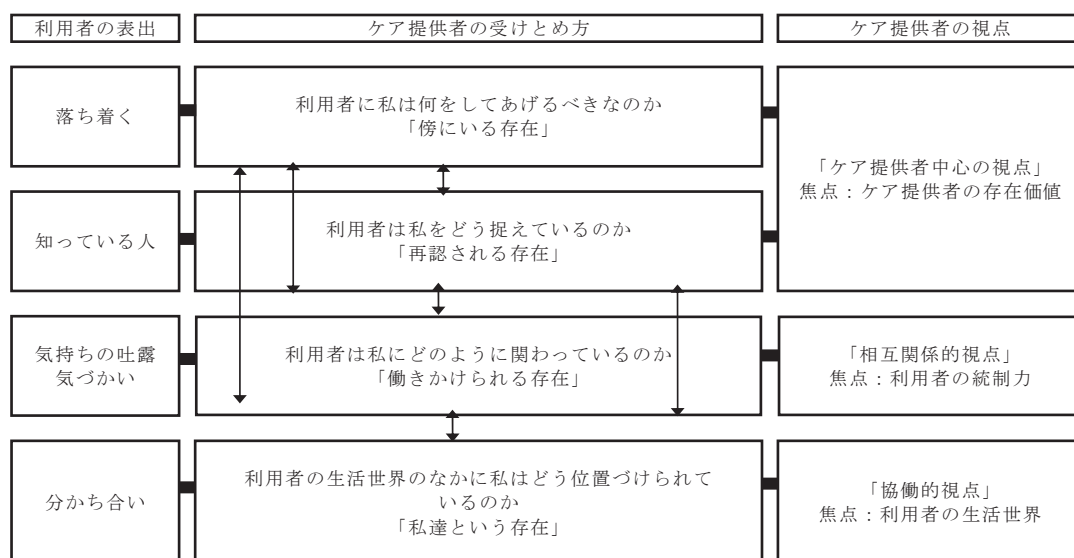 利用者の表出
ケア提供者の受けとめ方
ケア提供者の視点
落ち着く
利用者に私は何をしてあげるべきなのか
「傍にいる存在」
「ケア提供者中心の視点」
焦点：ケア提供者の存在価値
知っている人
利用者は私をどう捉えているのか
「再認される存在」
気持ちの吐露
気づかい
利用者は私にどのように関わっているのか
「働きかけられる存在」
「相互関係的視点」
焦点：利用者の統制力
分かち合い
利用者の生活世界のなかに私はどう位置づけられて
いるのか
「私達という存在」
「協働的視点」
焦点：利用者の生活世界